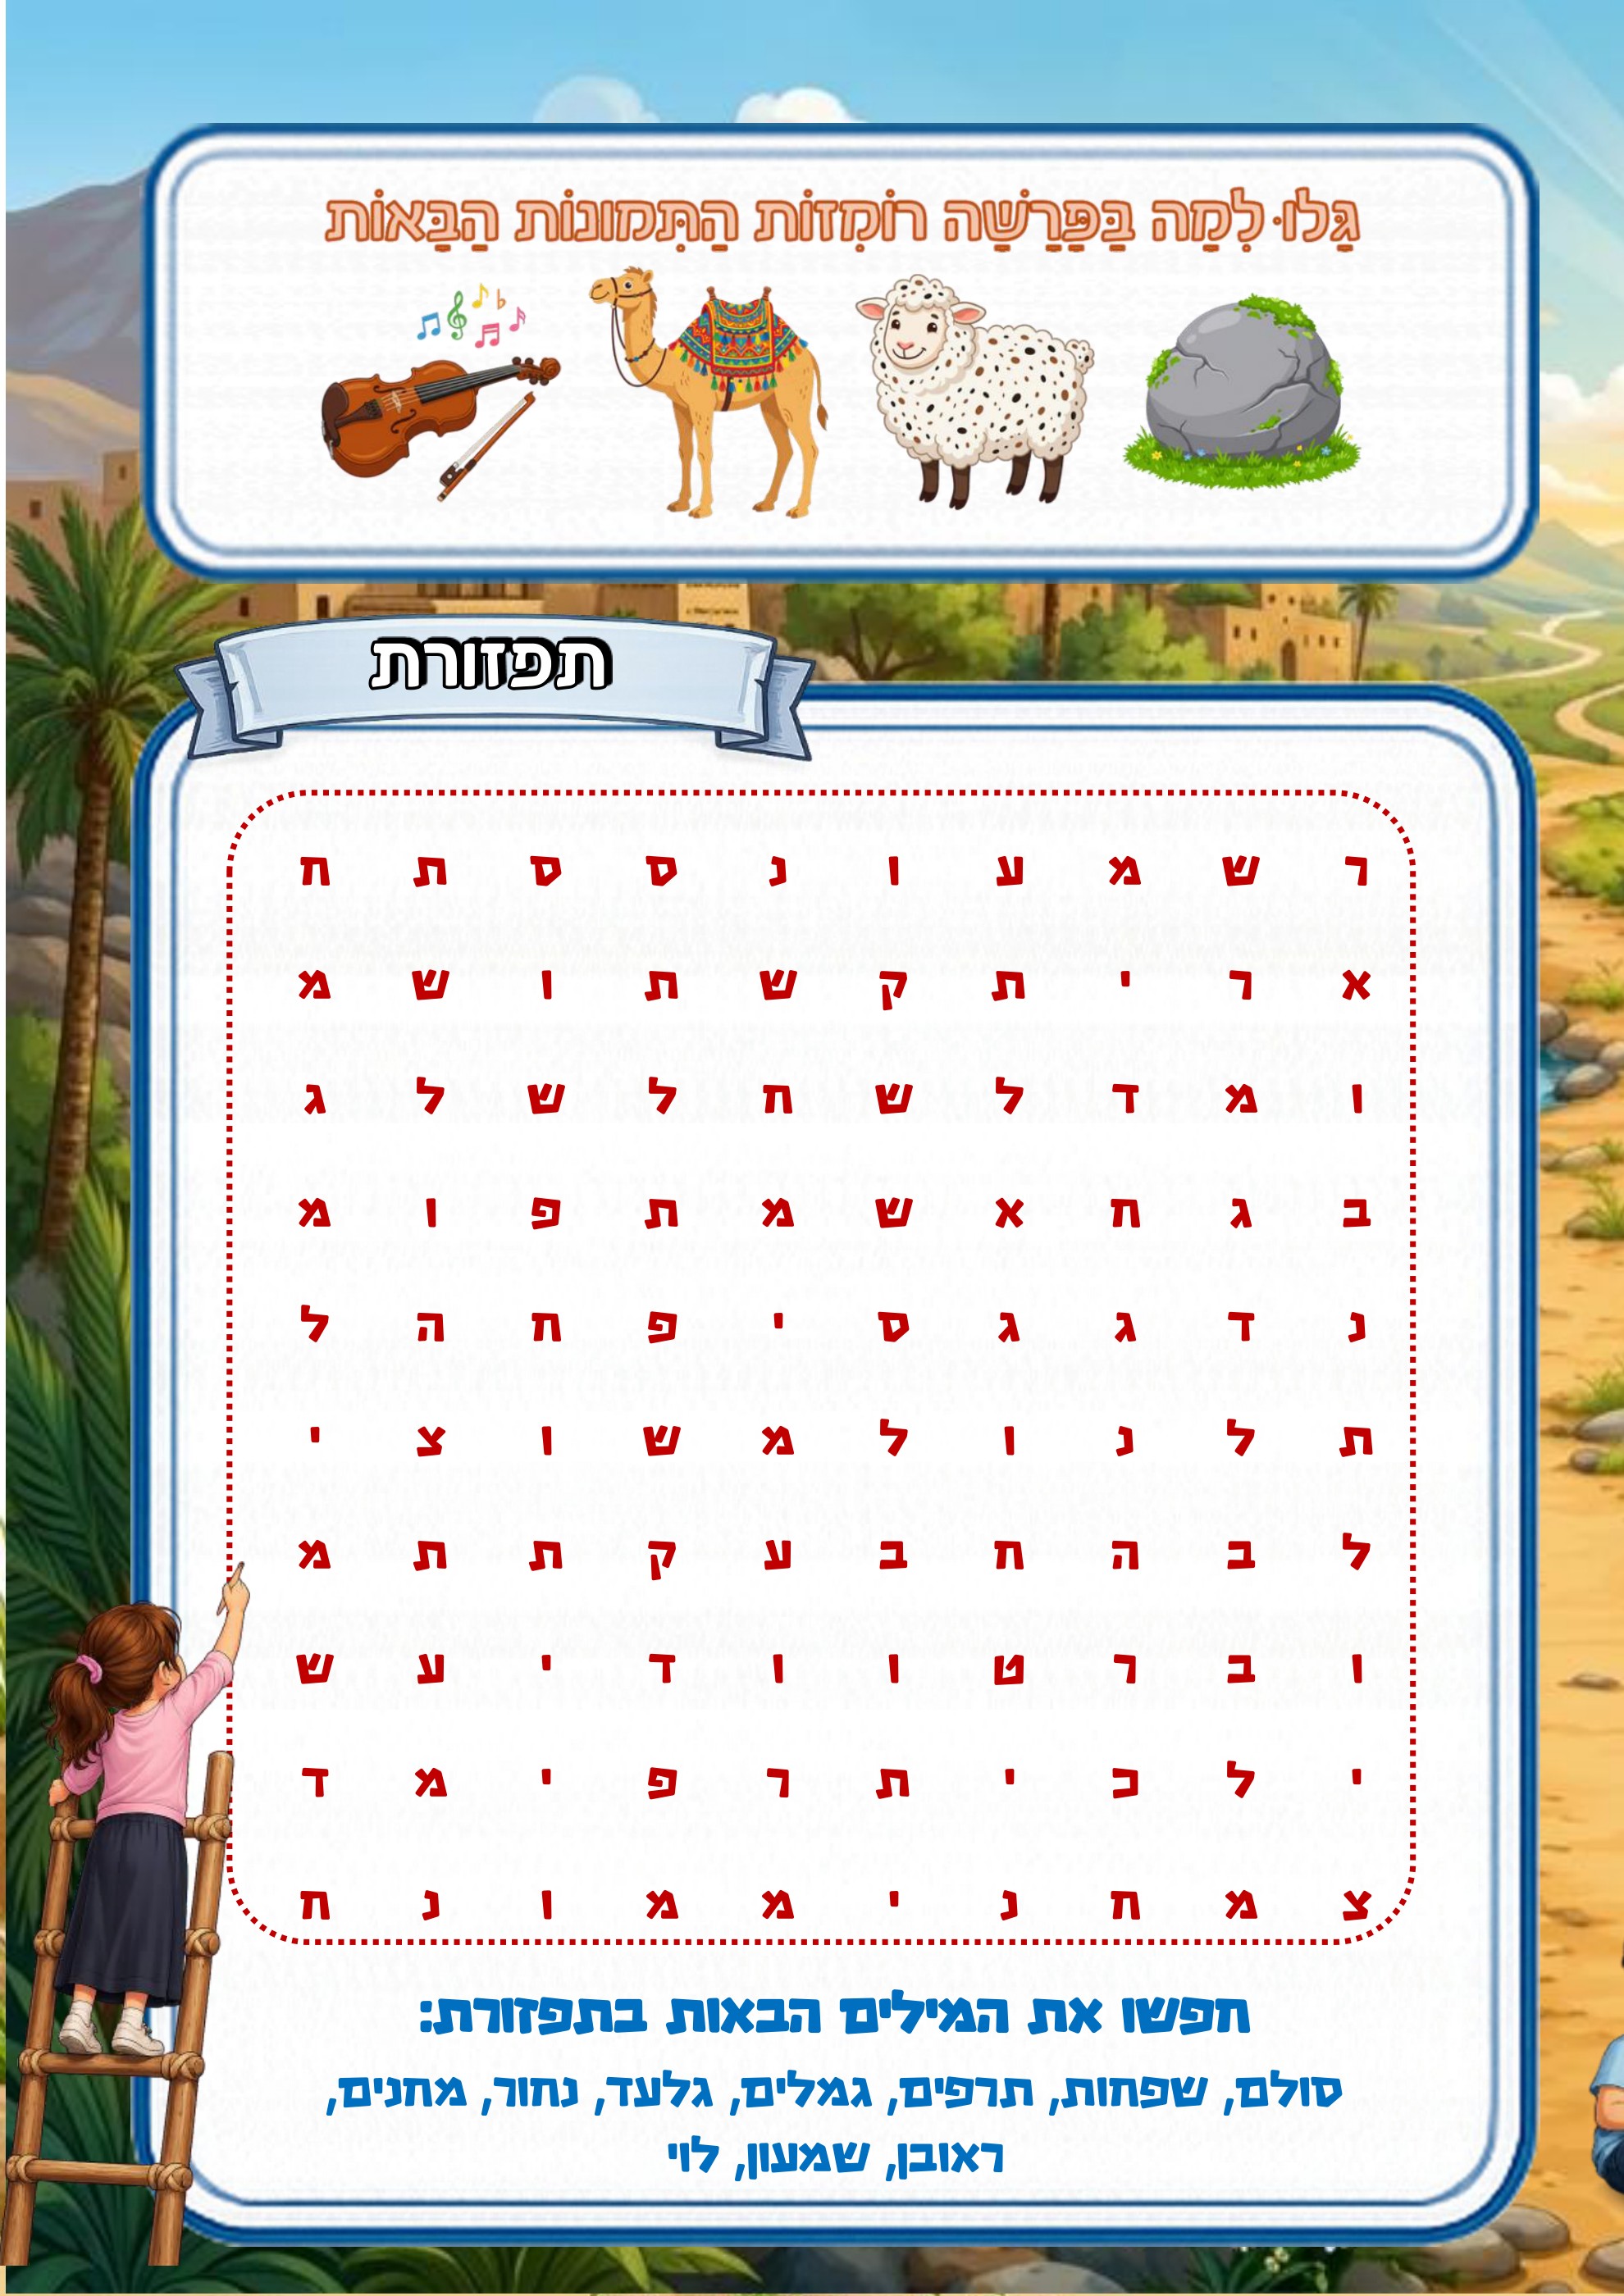 גַּלּוּ לְמַה בַּפָּרָשָׁה רוֹמְזוֹת הַתְּמוּנוֹת הַבָּאוֹת
תפזורת
ר ש מ ע ו נ ס ס ת ח
א ר י ת ק ש ת ו ש מ
ו מ ד ל ש ח ל ש ל ג
ב ג ח א ש מ ת פ ו מ
נ ד ג ג ס י פ ח ה ל
ת ל נ ו ל מ ש ו צ י
ל ב ה ח ב ע ק ת ת מ
ו ב ר ט ו ו ד י ע ש
י ל כ י ת ר פ י מ ד
צ מ ח נ י מ מ ו נ ח
חפשו את המילים הבאות בתפזורת:
סולם, שפחות, תרפים, גמלים, גלעד, נחור, מחנים,
ראובן, שמעון, לוי